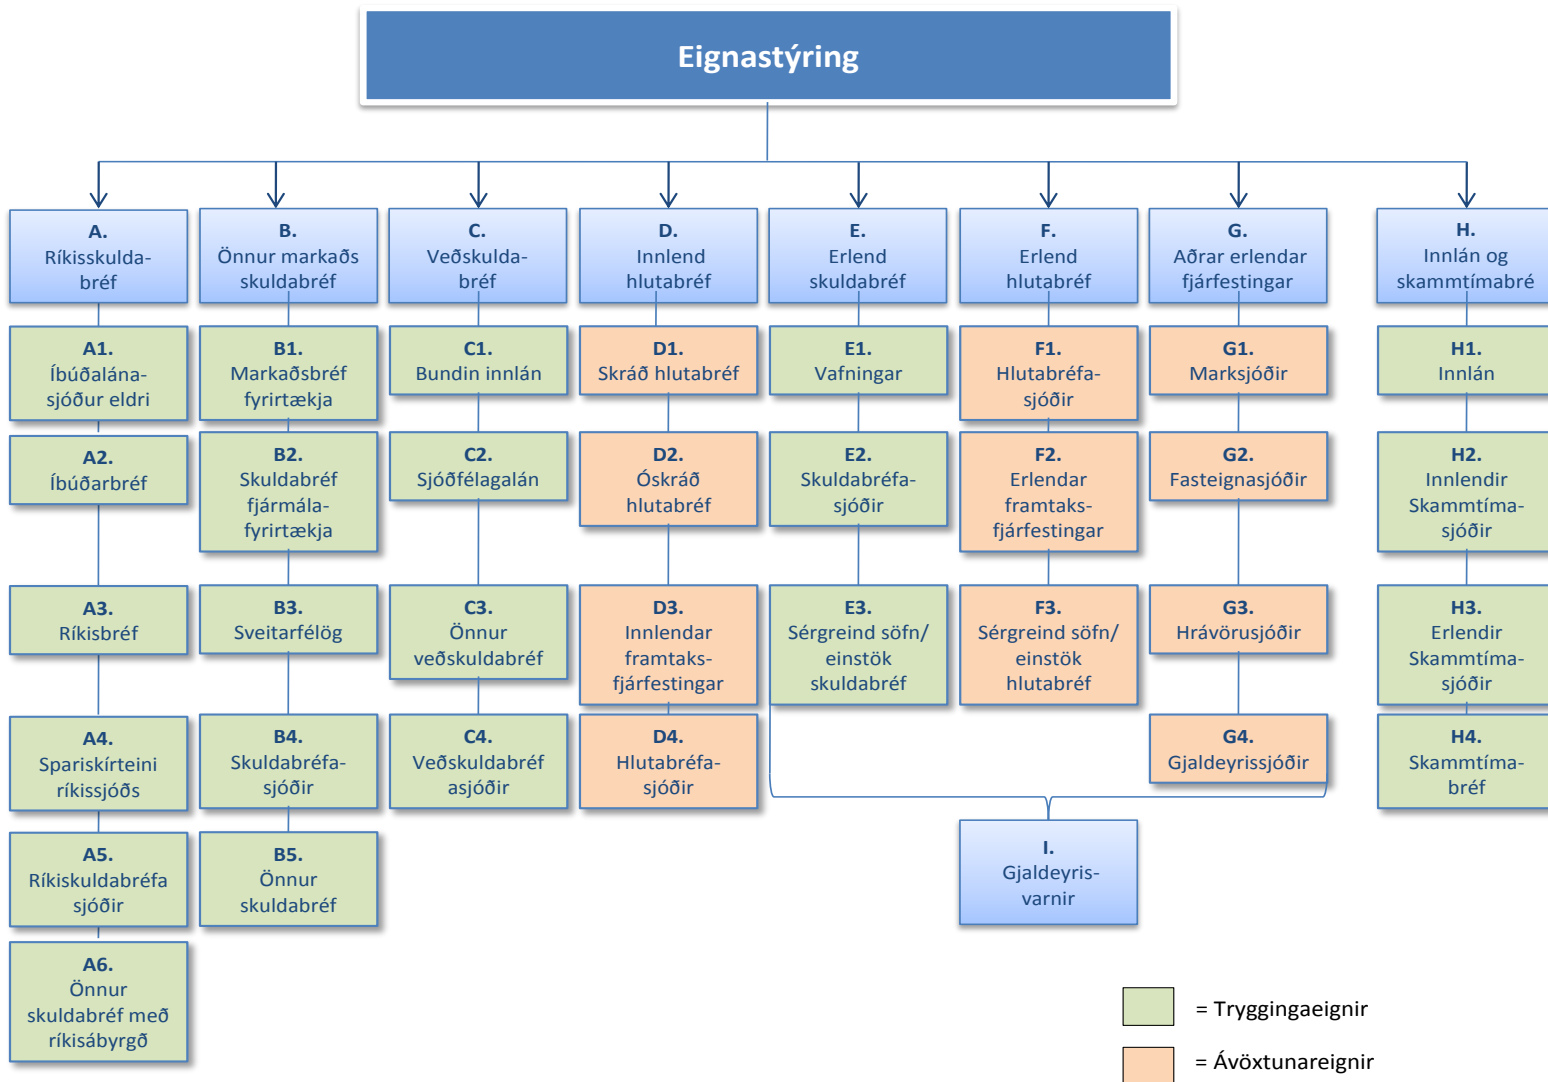 Eignastýring
A.
Ríkisskulda-
bréf
B.
Önnur markaðs
skuldabréf
C.
Veðskulda-
bréf
D.
Innlend
hlutabréf
E.
Erlend
skuldabréf
F.
Erlend
hlutabréf
G.
Aðrar erlendar
fjárfestingar
H.
Innlán og
skammtímabré
A1.
Íbúðalána-
sjóður eldri
B1.
Markaðsbréf
fyrirtækja
C1.
Bundin innlán
D1.
Skráð hlutabréf
E1.
Vafningar
F1.
Hlutabréfa-
sjóðir
G1.
Marksjóðir
H1.
Innlán
A2.
Íbúðarbréf
B2.
Skuldabréf
fjármála-
fyrirtækja
C2.
Sjóðfélagalán
D2.
Óskráð
hlutabréf
E2.
Skuldabréfa-
sjóðir
F2.
Erlendar
framtaks-
fjárfestingar
G2.
Fasteignasjóðir
H2.
Innlendir
Skammtíma-
sjóðir
A3.
Ríkisbréf
B3.
Sveitarfélög
C3.
Önnur
veðskuldabréf
D3.
Innlendar
framtaks-
fjárfestingar
E3.
Sérgreind söfn/
einstök
skuldabréf
F3.
Sérgreind söfn/
einstök
hlutabréf
G3.
Hrávörusjóðir
H3.
Erlendir
Skammtíma-
sjóðir
A4.
Spariskírteini
ríkissjóðs
B4.
Skuldabréfa-
sjóðir
C4.
Veðskuldabréf
asjóðir
D4.
Hlutabréfa-
sjóðir
G4.
Gjaldeyrissjóðir
H4.
Skammtíma-
bréf
A5.
Ríkiskuldabréfa
sjóðir
B5.
Önnur
skuldabréf
I.
Gjaldeyris-
varnir
A6.
Önnur
skuldabréf með
ríkisábyrgð
= Tryggingaeignir
= Ávöxtunareignir